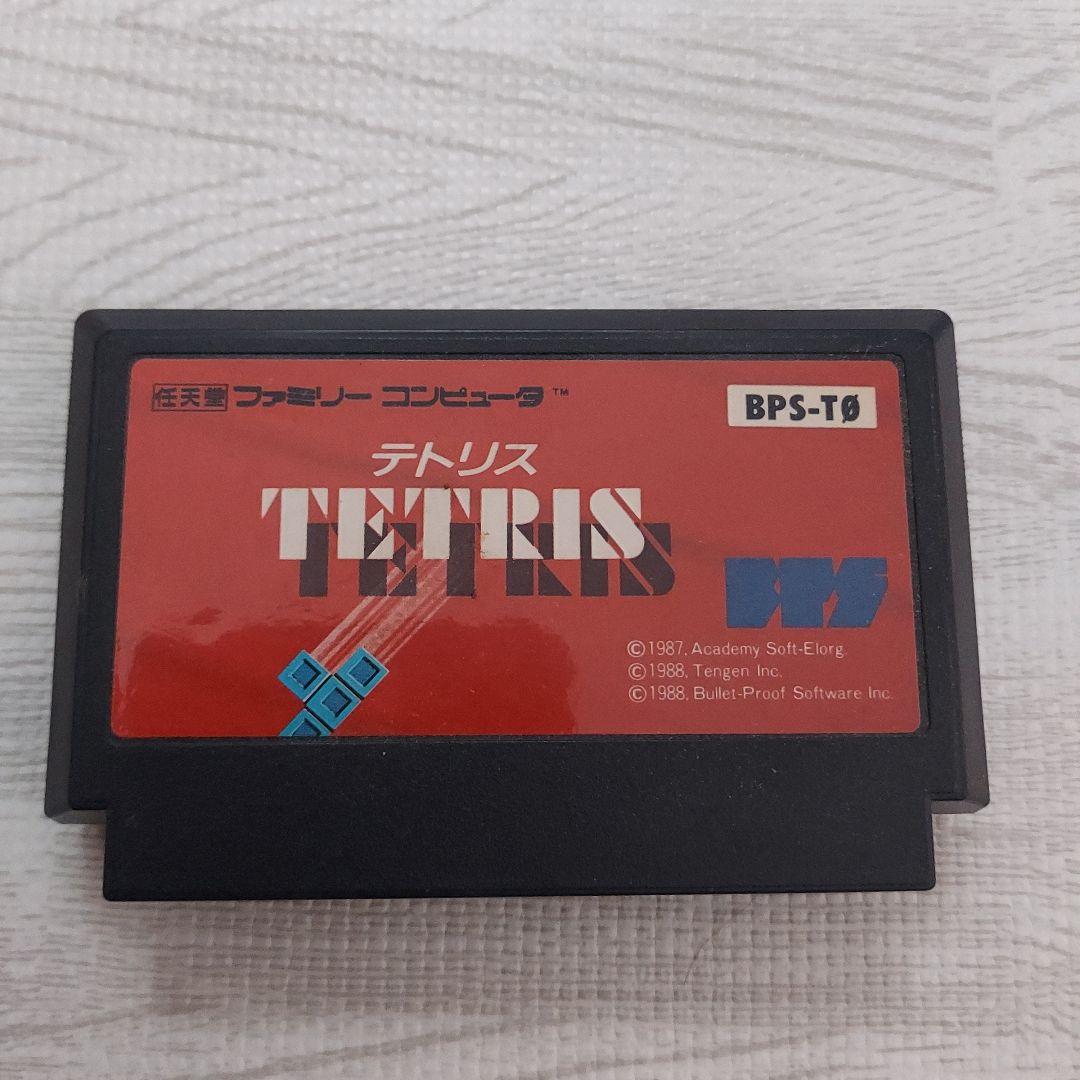 任天堂 ファミリー コンピュータ™
BPS-TØ
テトリス
TETRIS
BPS
©1987, Academy Soft-Elorg.
©1988, Tengen Inc.
©1988, Bullet-Proof Software Inc.